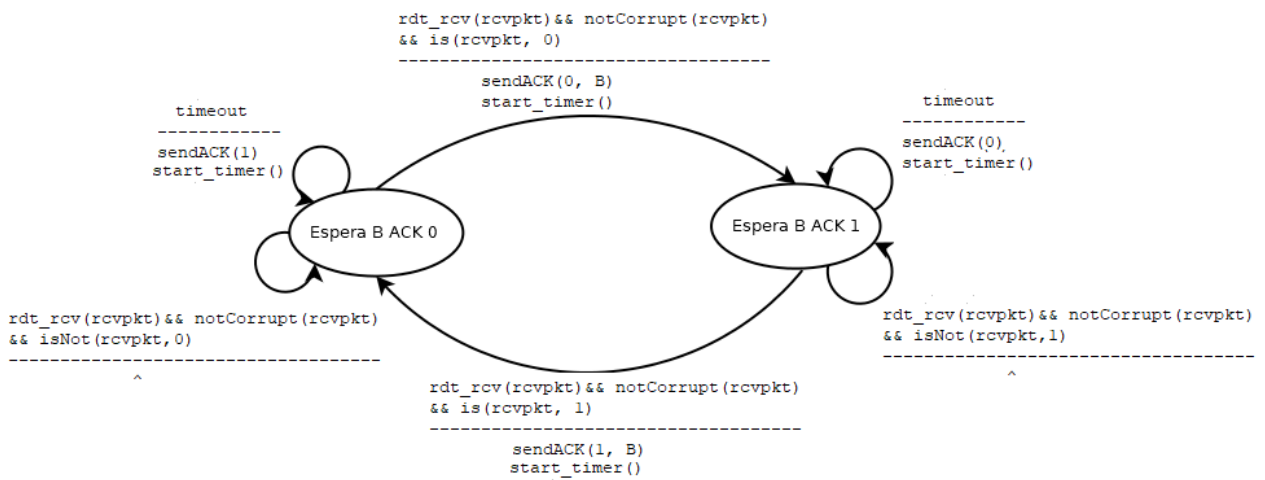 rdt_rcv(rcvpkt)&& notCorrupt(rcvpkt)
&& is(rcvpkt, 0)
------------------------------------
sendACK(0, B)
start_timer()
timeout
------------
sendACK(1)
start_timer()
timeout
------------
sendACK(0)
start_timer()
Espera B ACK 0
Espera B ACK 1
rdt_rcv(rcvpkt)&& notCorrupt(rcvpkt)
&& isNot(rcvpkt,0)
------------------------------------
^
rdt_rcv(rcvpkt)&& notCorrupt(rcvpkt)
&& isNot(rcvpkt,1)
------------------------------------
^
rdt_rcv(rcvpkt)&& notCorrupt(rcvpkt)
&& is(rcvpkt, 1)
------------------------------------
sendACK(1, B)
start_timer()